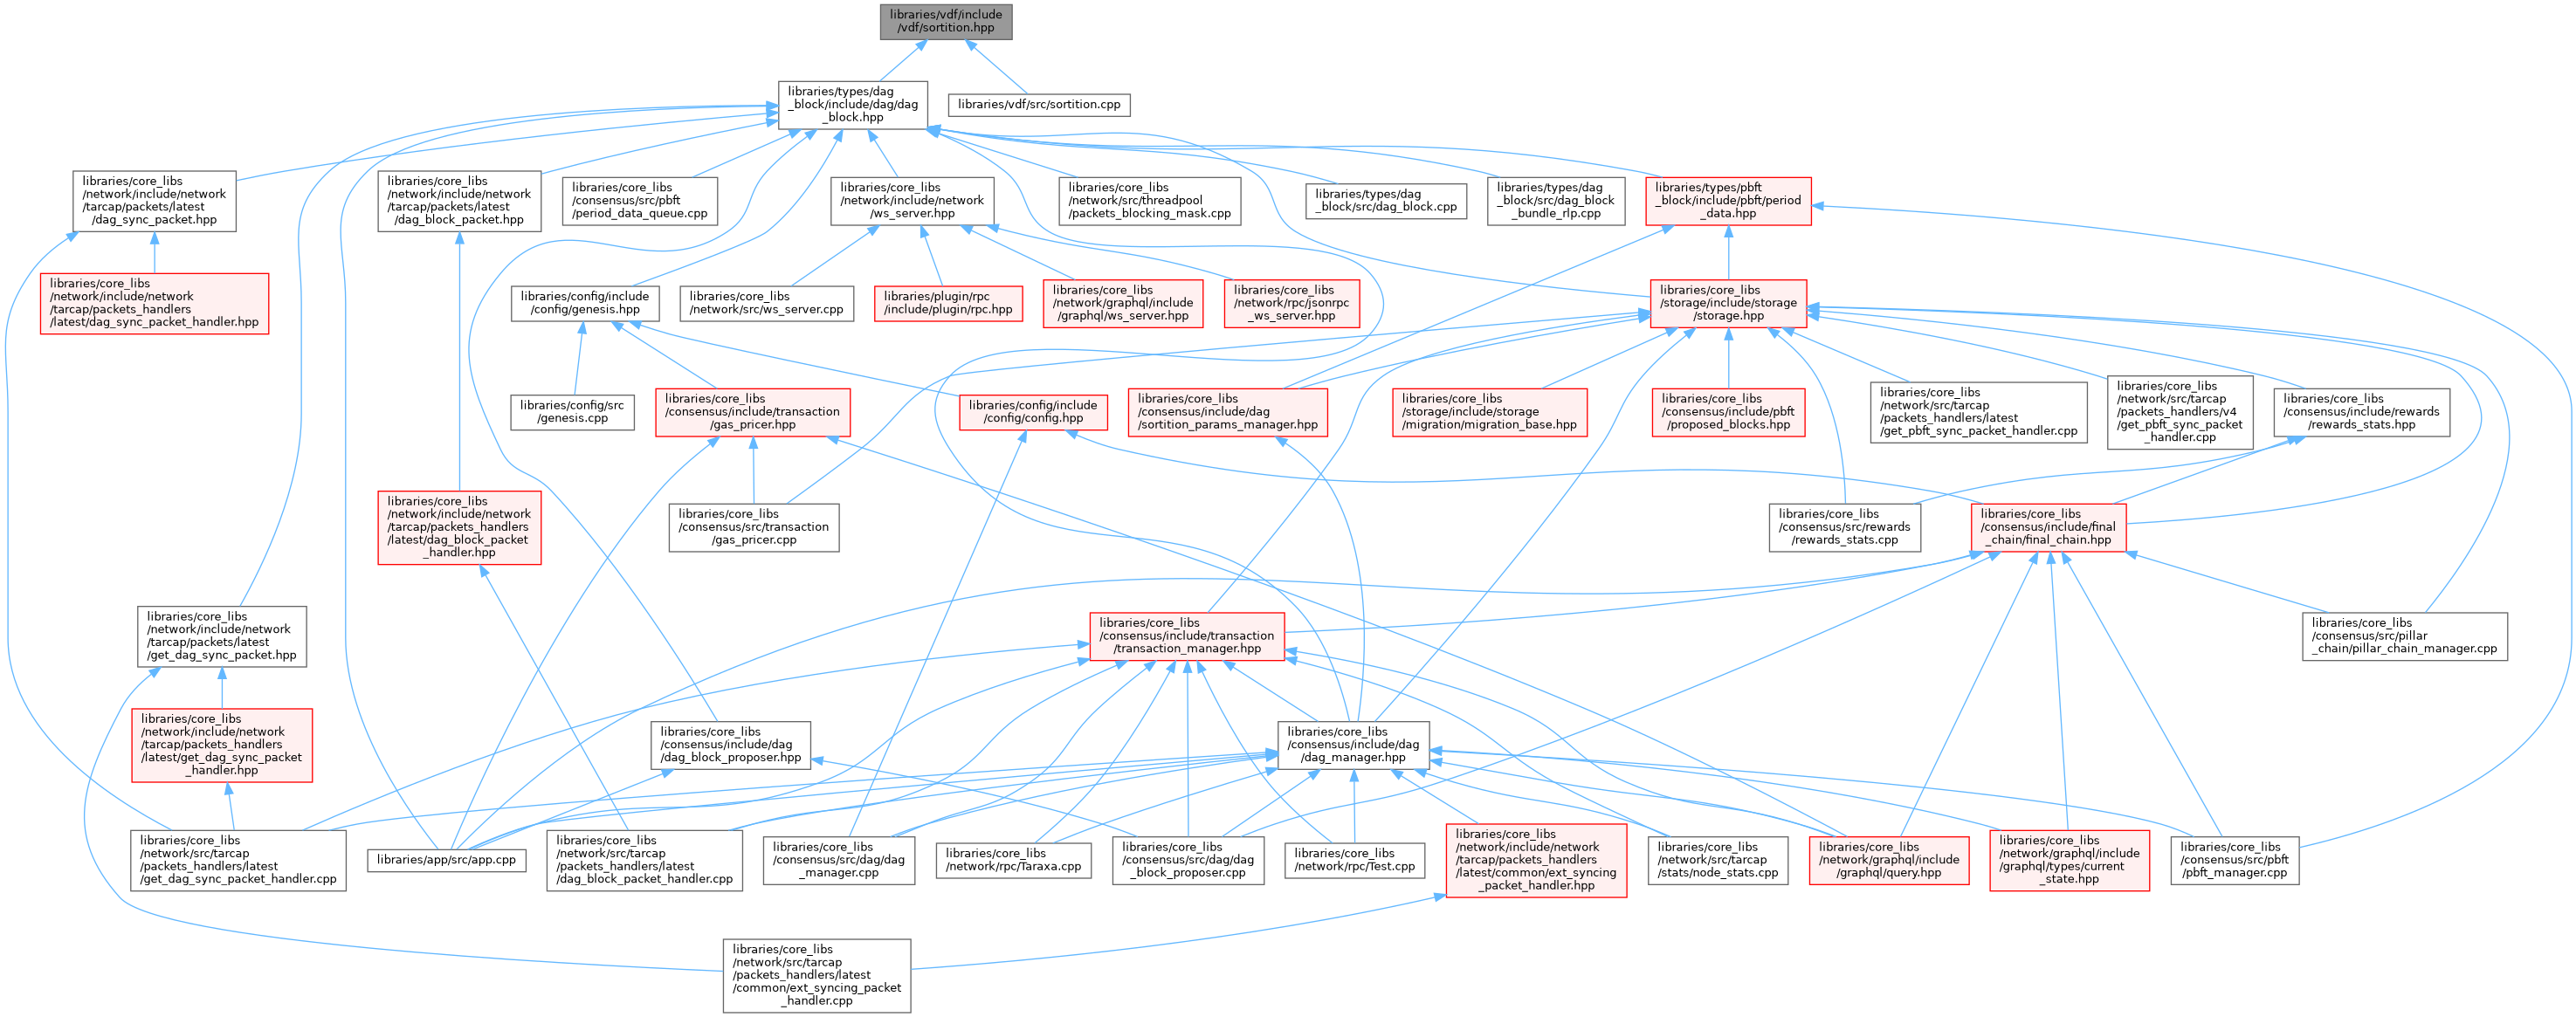 libraries/vdf/include
/vdf/sortition.hpp
libraries/types/dag
_block/include/dag/dag
_block.hpp
libraries/vdf/src/sortition.cpp
libraries/core_libs
/network/include/network
/tarcap/packets/latest
/dag_sync_packet.hpp
libraries/core_libs
/network/include/network
/tarcap/packets/latest
/dag_block_packet.hpp
libraries/core_libs
/consensus/src/pbft
/period_data_queue.cpp
libraries/core_libs
/network/include/network
/ws_server.hpp
libraries/core_libs
/network/src/threadpool
/packets_blocking_mask.cpp
libraries/types/dag
_block/src/dag_block.cpp
libraries/types/dag
_block/src/dag_block
_bundle_rlp.cpp
libraries/types/pbft
_block/include/pbft/period
_data.hpp
libraries/core_libs
/network/include/network
/tarcap/packets_handlers
/latest/dag_sync_packet_handler.hpp
libraries/config/include
/config/genesis.hpp
libraries/core_libs
/network/src/ws_server.cpp
libraries/plugin/rpc
/include/plugin/rpc.hpp
libraries/core_libs
/network/graphql/include
/graphql/ws_server.hpp
libraries/core_libs
/network/rpc/jsonrpc
_ws_server.hpp
libraries/core_libs
/storage/include/storage
/storage.hpp
libraries/config/src
/genesis.cpp
libraries/core_libs
/consensus/include/transaction
/gas_pricer.hpp
libraries/config/include
/config/config.hpp
libraries/core_libs
/consensus/include/dag
/sortition_params_manager.hpp
libraries/core_libs
/storage/include/storage
/migration/migration_base.hpp
libraries/core_libs
/consensus/include/pbft
/proposed_blocks.hpp
libraries/core_libs
/network/src/tarcap
/packets_handlers/latest
/get_pbft_sync_packet_handler.cpp
libraries/core_libs
/network/src/tarcap
/packets_handlers/v4
/get_pbft_sync_packet
_handler.cpp
libraries/core_libs
/consensus/include/rewards
/rewards_stats.hpp
libraries/core_libs
/network/include/network
/tarcap/packets_handlers
/latest/dag_block_packet
_handler.hpp
libraries/core_libs
/consensus/src/transaction
/gas_pricer.cpp
libraries/core_libs
/consensus/src/rewards
/rewards_stats.cpp
libraries/core_libs
/consensus/include/final
_chain/final_chain.hpp
libraries/core_libs
/network/include/network
/tarcap/packets/latest
/get_dag_sync_packet.hpp
libraries/core_libs
/consensus/include/transaction
/transaction_manager.hpp
libraries/core_libs
/consensus/src/pillar
_chain/pillar_chain_manager.cpp
libraries/core_libs
/network/include/network
/tarcap/packets_handlers
/latest/get_dag_sync_packet
_handler.hpp
libraries/core_libs
/consensus/include/dag
/dag_block_proposer.hpp
libraries/core_libs
/consensus/include/dag
/dag_manager.hpp
libraries/core_libs
/network/src/tarcap
/packets_handlers/latest
/get_dag_sync_packet_handler.cpp
libraries/app/src/app.cpp
libraries/core_libs
/network/src/tarcap
/packets_handlers/latest
/dag_block_packet_handler.cpp
libraries/core_libs
/consensus/src/dag/dag
_manager.cpp
libraries/core_libs
/network/rpc/Taraxa.cpp
libraries/core_libs
/consensus/src/dag/dag
_block_proposer.cpp
libraries/core_libs
/network/rpc/Test.cpp
libraries/core_libs
/network/include/network
/tarcap/packets_handlers
/latest/common/ext_syncing
_packet_handler.hpp
libraries/core_libs
/network/src/tarcap
/stats/node_stats.cpp
libraries/core_libs
/network/graphql/include
/graphql/query.hpp
libraries/core_libs
/network/graphql/include
/graphql/types/current
_state.hpp
libraries/core_libs
/consensus/src/pbft
/pbft_manager.cpp
libraries/core_libs
/network/src/tarcap
/packets_handlers/latest
/common/ext_syncing_packet
_handler.cpp